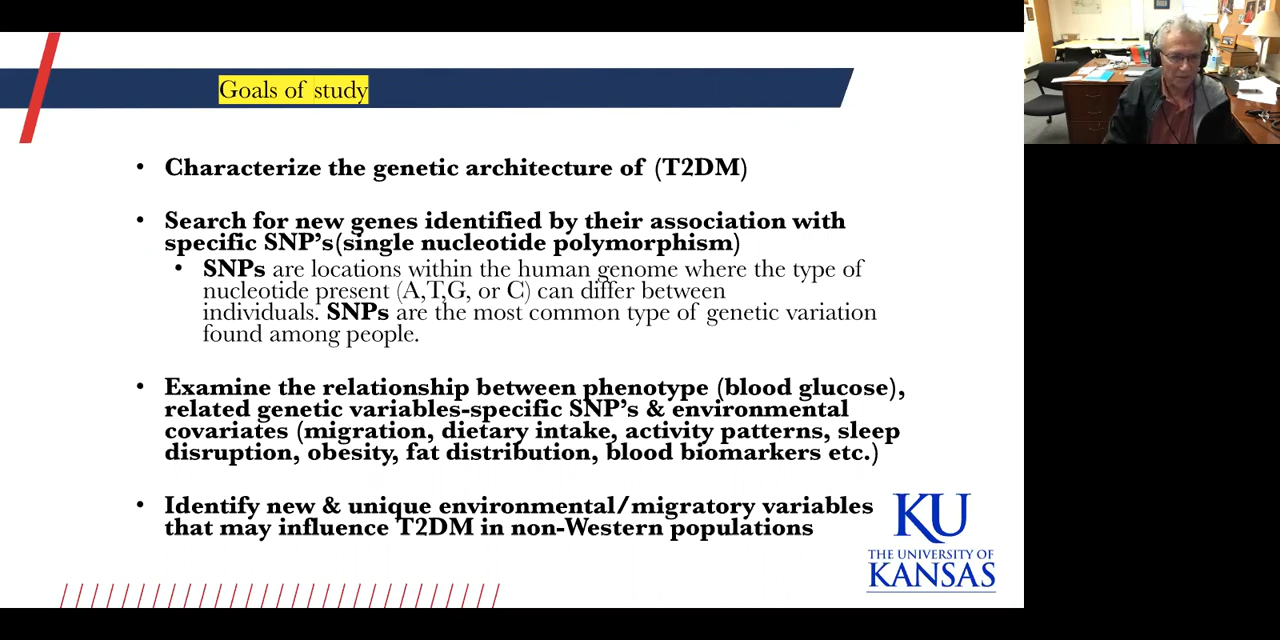 Goals of study
• Characterize the genetic architecture of (T2DM)
• Search for new genes identified by their association with
specific SNP's(single nucleotide polymorphism)
• SNPs are locations within the human genome where the type of
nucleotide present (A,T,G, or C) can differ between
individuals. SNPs are the most common type of genetic variation
found among people.
• Examine the relationship between phenotype (blood glucose),
related genetic variables-specific SNP's & environmental
covariates (migration, dietary intake, activity patterns, sleep
disruption, obesity, fat distribution, blood biomarkers etc.)
• Identify new & unique environmental/migratory variables
that may influence T2DM in non-Western populations
KU
THE UNIVERSITY OF
KANSAS